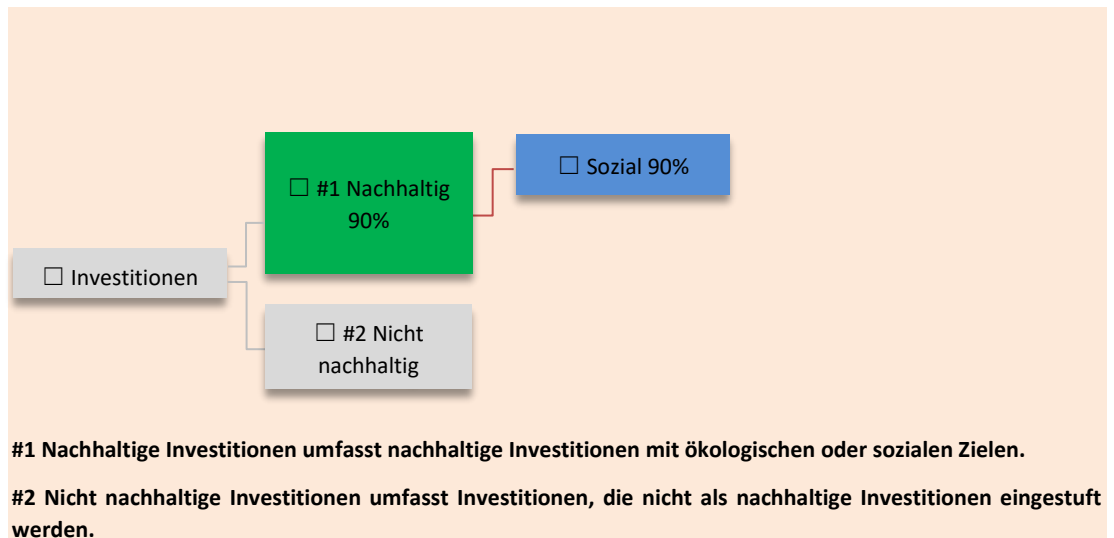 ☐ Sozial 90%
☐ #1 Nachhaltig
90%
☐ Investitionen
☐ #2 Nicht
nachhaltig
#1 Nachhaltige Investitionen umfasst nachhaltige Investitionen mit ökologischen oder sozialen Zielen.
#2 Nicht nachhaltige Investitionen umfasst Investitionen, die nicht als nachhaltige Investitionen eingestuft
werden.